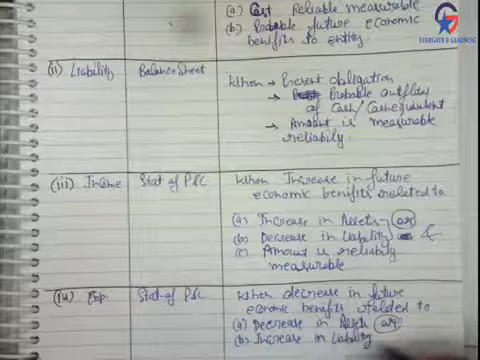 (a) Cost Reliable measurable
(b) Probable future economic
benefits to entity
STARGATE E-LEARNING
(ii) Liability Balance Sheet When → Present obligation
→ Probable outflow
of Cash/Cash equivalent
→ Amount is measurable
reliabily.
(iii) Income Stat of P&L When Increase in future
economic benefits related to
(a) Increase in Assets or
(b) Decrease in Liability &
(c) Amount is reliabily
measurable
(iv) Exp Stat of P&L When decrease in future
economic benefits related to
(a) Decrease in Assets or
(b) Increase in Liability